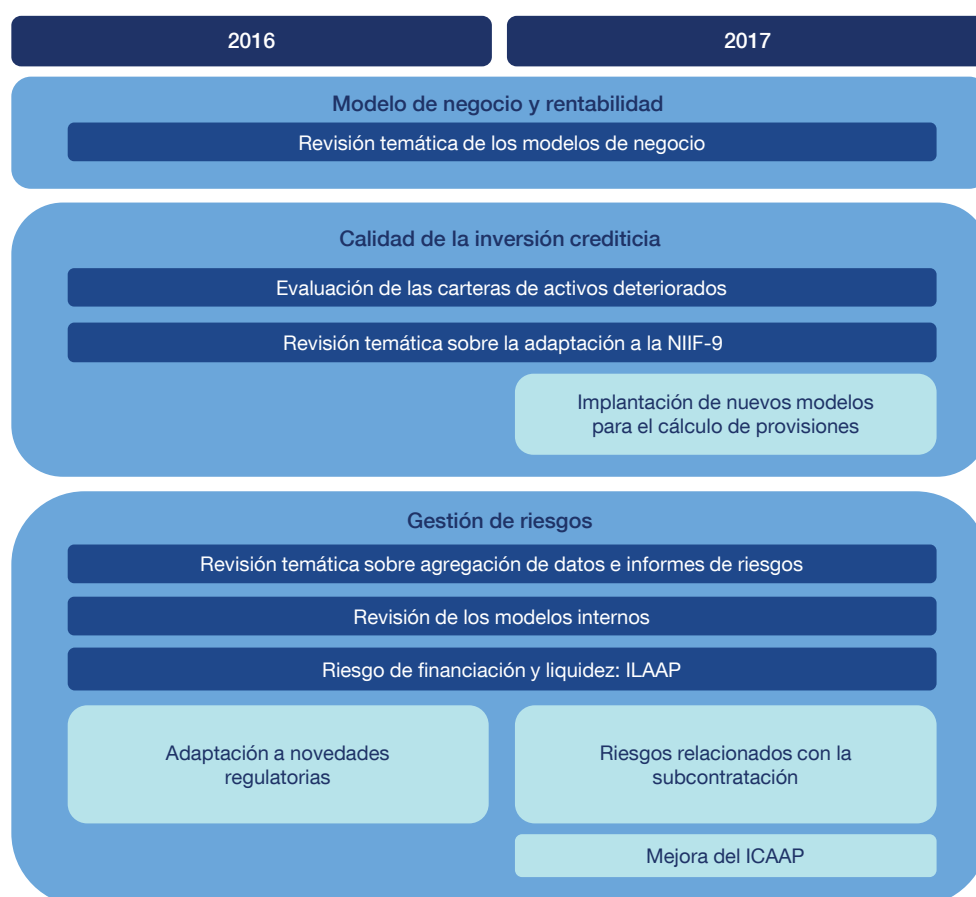 2016
2017
Modelo de negocio y rentabilidad
Revisión temática de los modelos de negocio
Calidad de la inversión crediticia
Evaluación de las carteras de activos deteriorados
Revisión temática sobre la adaptación a la NIIF-9
Implantación de nuevos modelos
para el cálculo de provisiones
Gestión de riesgos
Revisión temática sobre agregación de datos e informes de riesgos
Revisión de los modelos internos
Riesgo de financiación y liquidez: ILAAP
Adaptación a novedades
regulatorias
Riesgos relacionados con la
subcontratación
Mejora del ICAAP